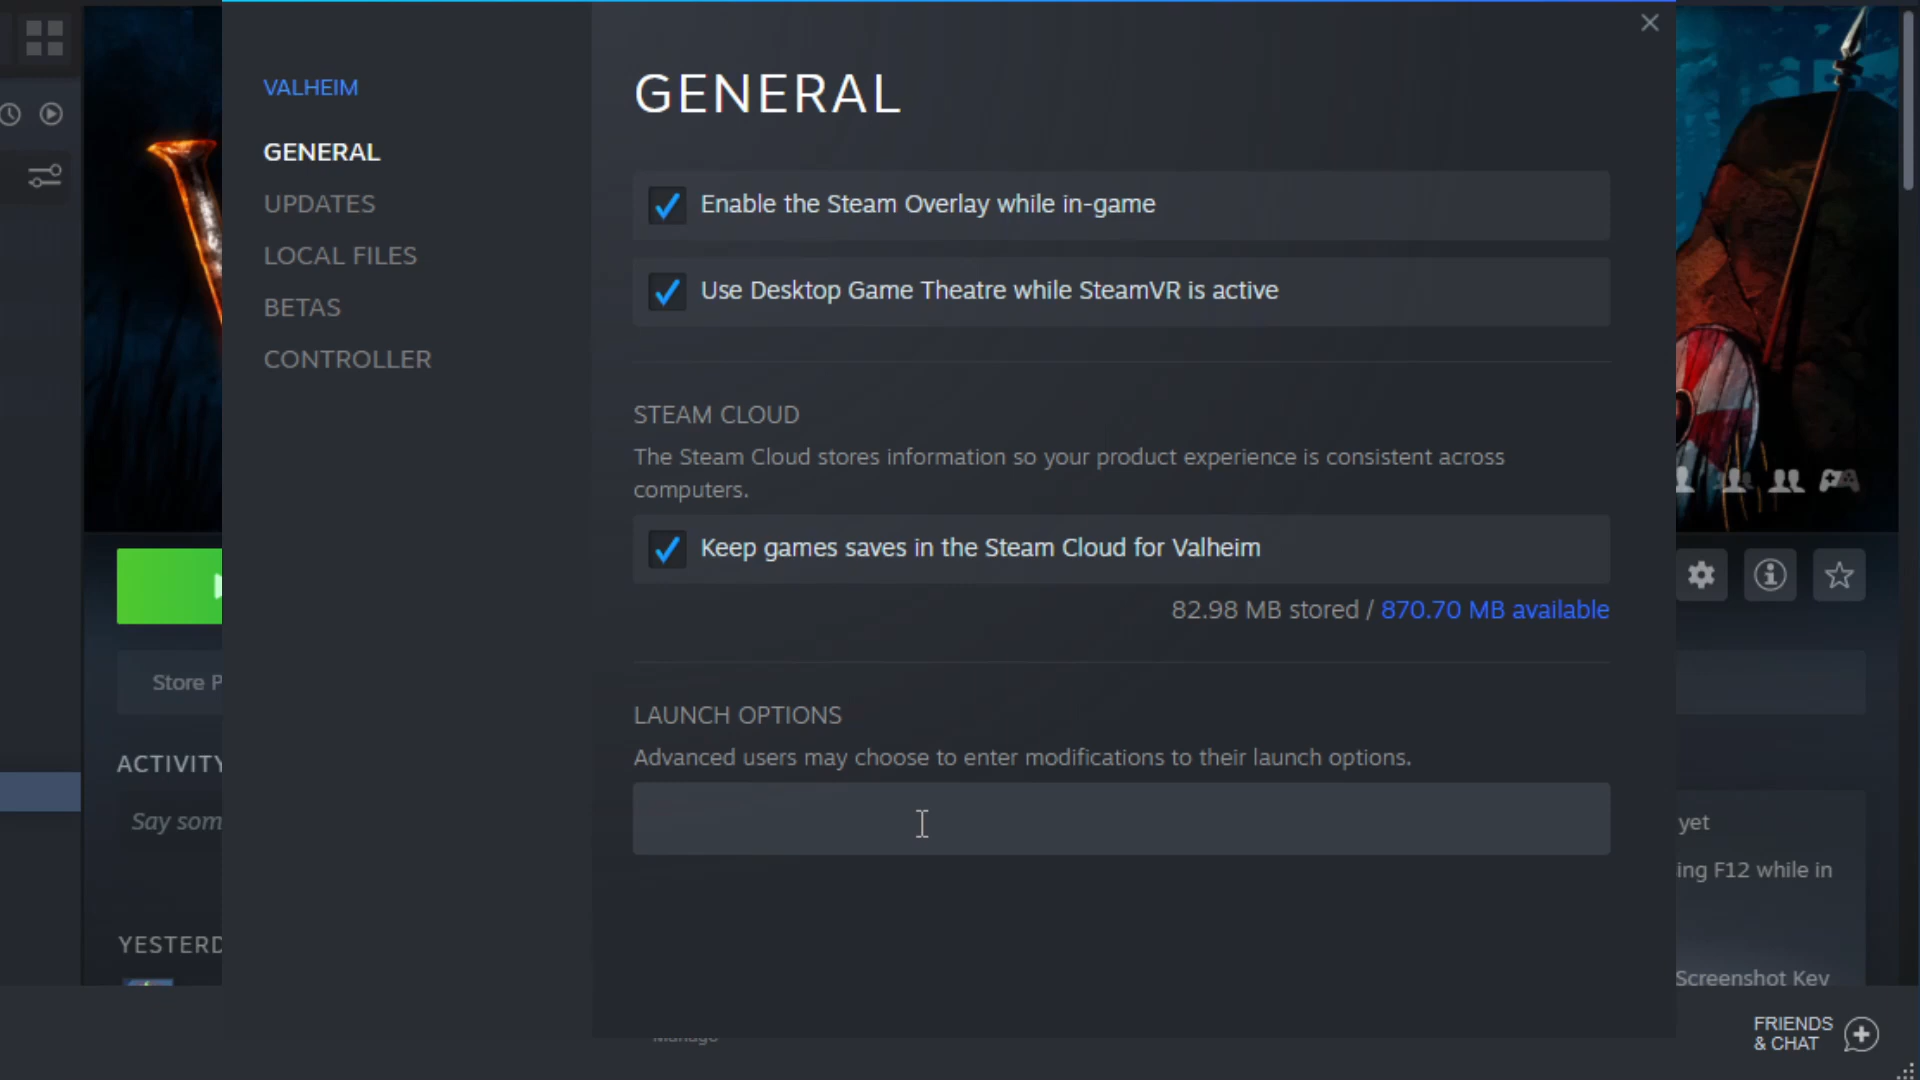 VALHEIM
GENERAL
UPDATES
LOCAL FILES
BETAS
CONTROLLER
GENERAL
Enable the Steam Overlay while in-game
Use Desktop Game Theatre while SteamVR is active
STEAM CLOUD
The Steam Cloud stores information so your product experience is consistent across
computers.
Keep games saves in the Steam Cloud for Valheim
82.98 MB stored / 870.70 MB available
LAUNCH OPTIONS
Advanced users may choose to enter modifications to their launch options.
Store P
ACTIVITY
Say som
YESTERD
yet
ing F12 while in
Screenshot Key
FRIENDS
& CHAT